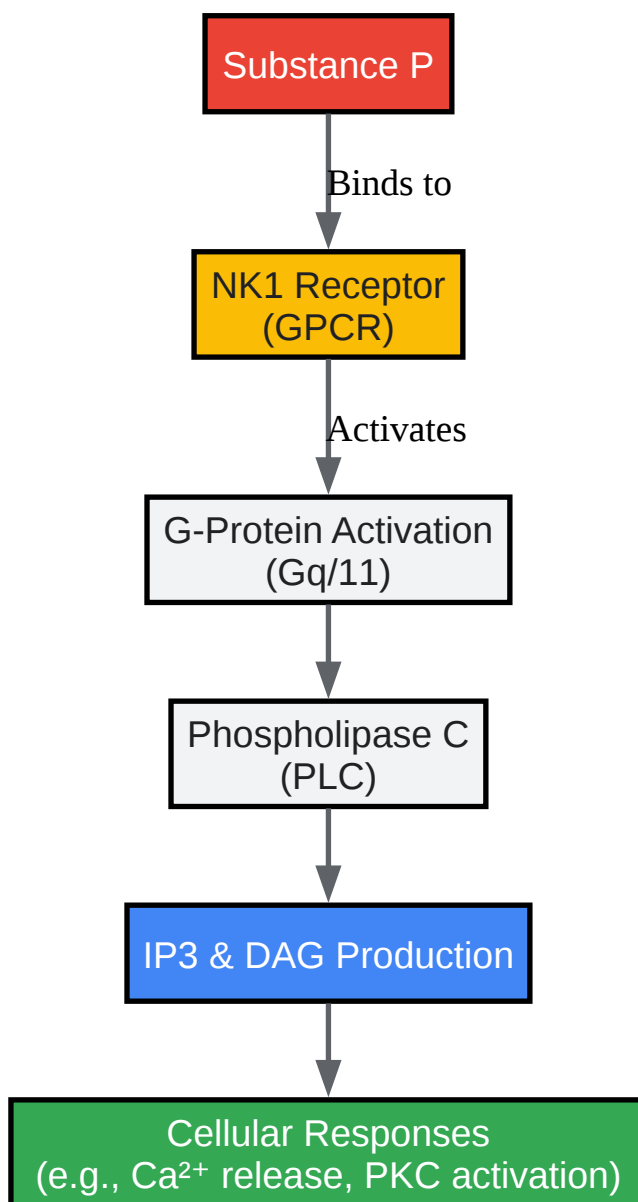 Substance P
Binds to
NK1 Receptor
(GPCR)
Activates
G-Protein Activation
(Gq/11)
Phospholipase C
(PLC)
IP3 & DAG Production
Cellular Responses
(e.g., Ca²⁺ release, PKC activation)